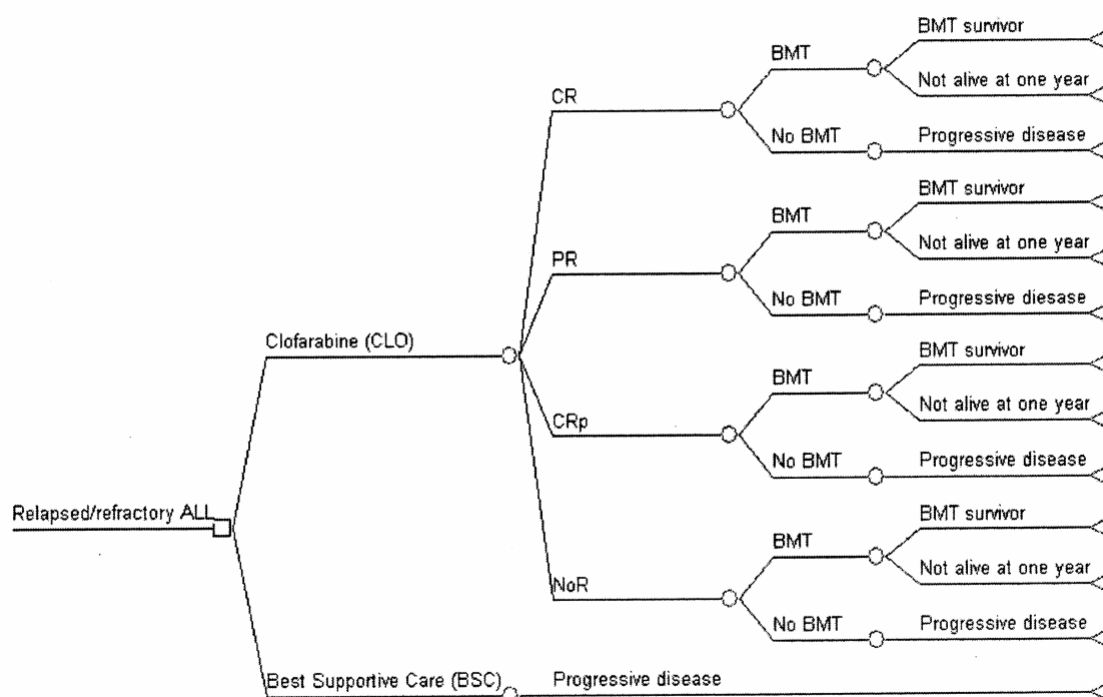 BMT survivor
BMT
Not alive at one year
CR
No BMT
Progressive disease
BMT survivor
BMT
Not alive at one year
PR
No BMT
Progressive diesease
Clofarabine (CLO)
BMT survivor
BMT
Not alive at one year
CRp
No BMT
Progressive disease
Relapsed/refractory ALL
BMT survivor
BMT
Not alive at one year
NoR
No BMT
Progressive disease
Best Supportive Care (BSC)
Progressive disease